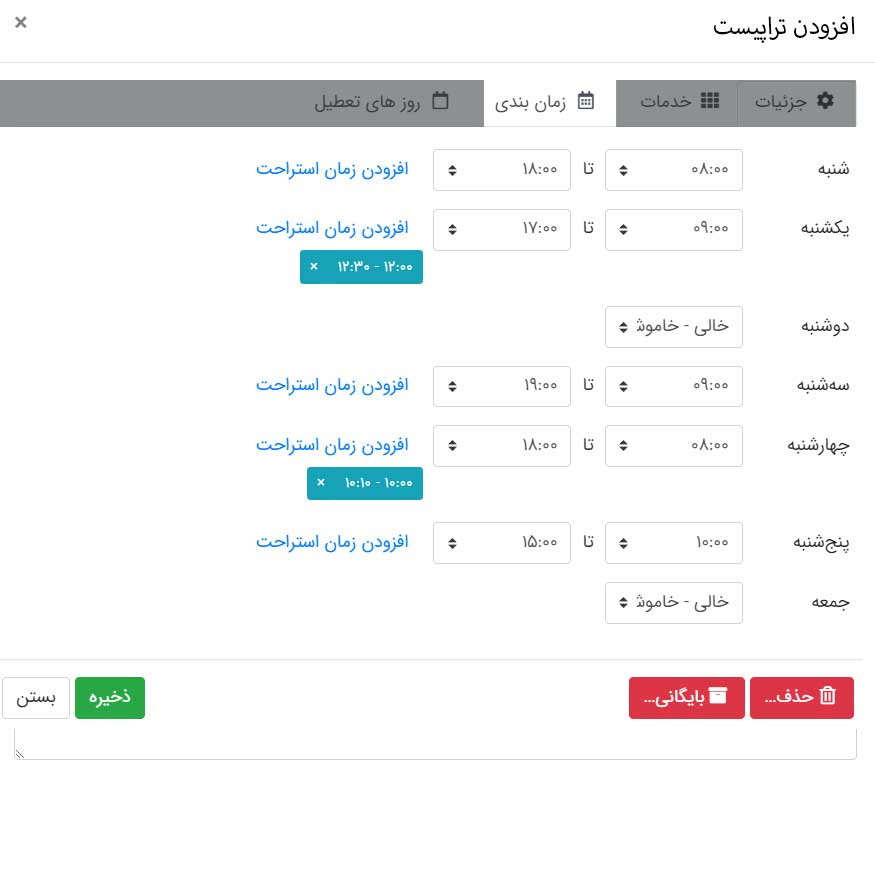 افزودن تراپیست
×
جزئیات خدمات زمان بندی روز های تعطیل
شنبه ۰۸:۰۰ تا ۱۸:۰۰ افزودن زمان استراحت
یکشنبه ۰۹:۰۰ تا ۱۷:۰۰ افزودن زمان استراحت
۱۲:۰۰ - ۱۲:۳۰ ×
دوشنبه خالی - خاموش
سه‌شنبه ۰۹:۰۰ تا ۱۹:۰۰ افزودن زمان استراحت
چهارشنبه ۰۸:۰۰ تا ۱۸:۰۰ افزودن زمان استراحت
۱۰:۰۰ - ۱۰:۱۰ ×
پنج‌شنبه ۱۰:۰۰ تا ۱۵:۰۰ افزودن زمان استراحت
جمعه خالی - خاموش
حذف... بایگانی... ذخیره بستن